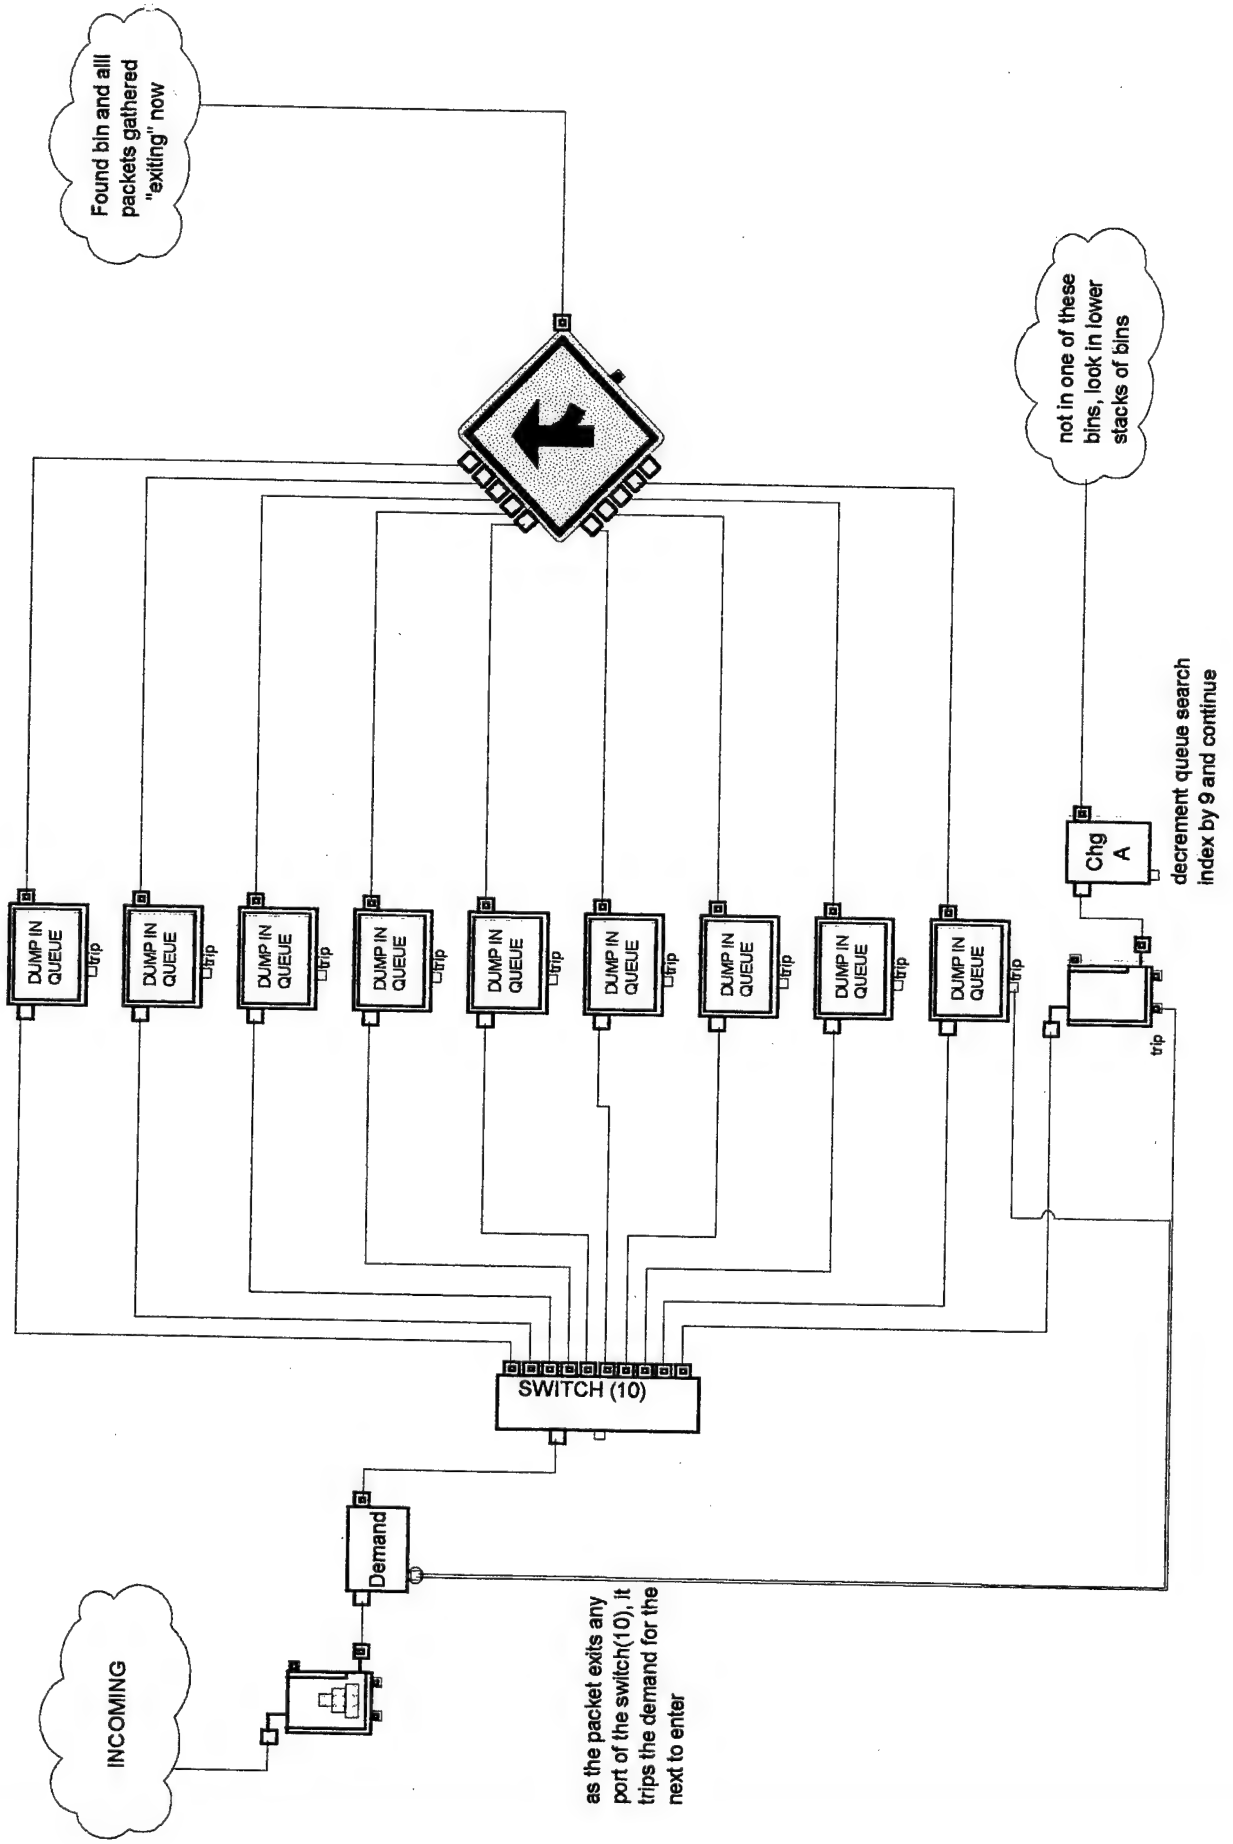 INCOMING
Demand
as the packet exits any
port of the switch(10), it
trips the demand for the
next to enter
SWITCH (10)
DUMP IN
QUEUE
trip
DUMP IN
QUEUE
trip
DUMP IN
QUEUE
trip
DUMP IN
QUEUE
trip
DUMP IN
QUEUE
trip
DUMP IN
QUEUE
trip
DUMP IN
QUEUE
trip
DUMP IN
QUEUE
trip
DUMP IN
QUEUE
trip
trip
Chg
A
decrement queue search
index by 9 and continue
Found bin and alll
packets gathered
"exiting" now
not in one of these
bins, look in lower
stacks of bins